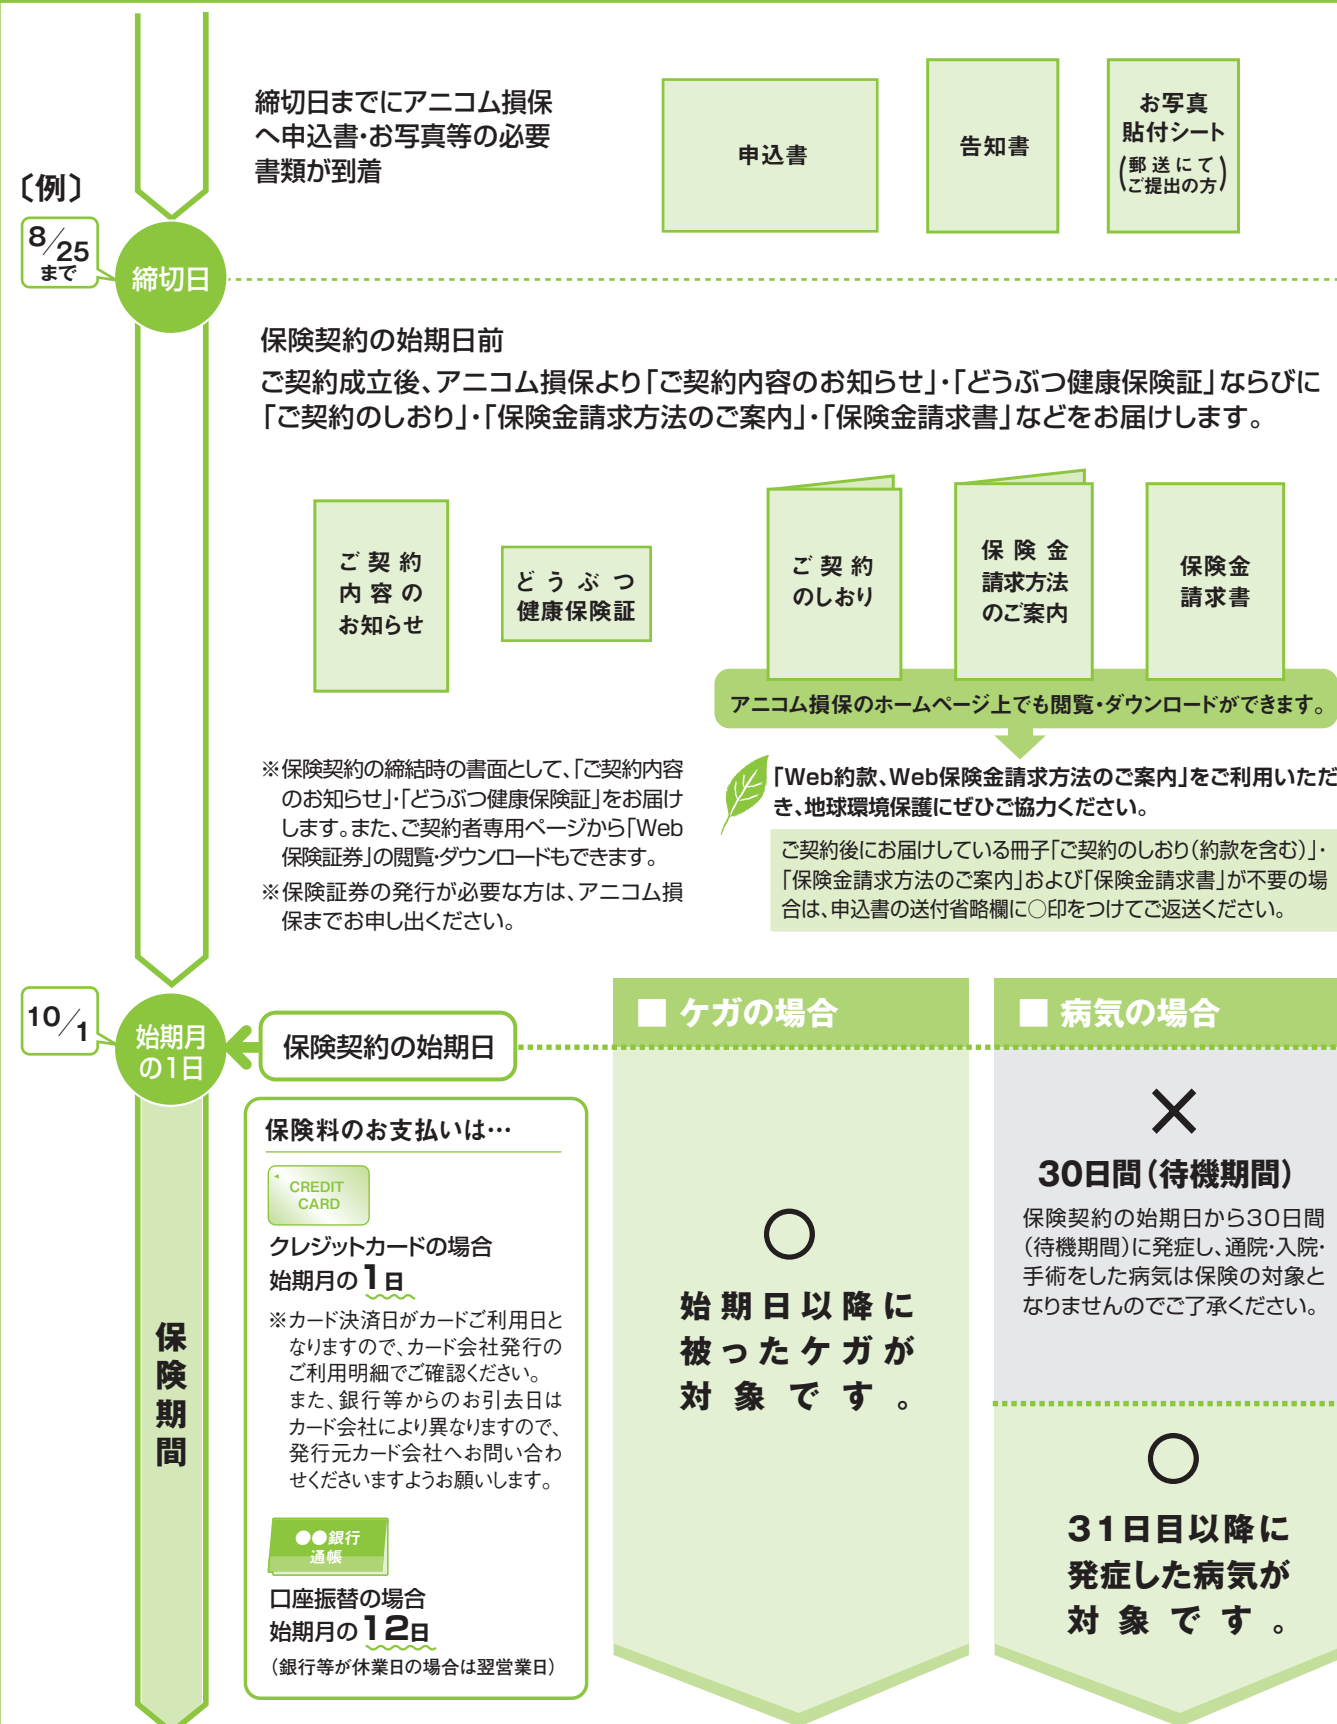 締切日までにアニコム損保
へ申込書・お写真等の必要
書類が到着
申込書
告知書
お写真
貼付シート
(郵送にて
ご提出の方)
〔例〕
8/25
まで
締切日
保険契約の始期日前
ご契約成立後、アニコム損保より「ご契約内容のお知らせ」・「どうぶつ健康保険証」ならびに
「ご契約のしおり」・「保険金請求方法のご案内」・「保険金請求書」などをお届けします。
ご契約
内容の
お知らせ
どうぶつ
健康保険証
ご契約
のしおり
保険金
請求方法
のご案内
保険金
請求書
アニコム損保のホームページ上でも閲覧・ダウンロードができます。
※保険契約の締結時の書面として、「ご契約内容
のお知らせ」・「どうぶつ健康保険証」をお届け
します。また、ご契約者専用ページから「Web
保険証券」の閲覧・ダウンロードもできます。
※保険証券の発行が必要な方は、アニコム損
保までお申し出ください。
「Web約款、Web保険金請求方法のご案内」をご利用いただ
き、地球環境保護にぜひご協力ください。
ご契約後にお届けしている冊子「ご契約のしおり(約款を含む)」・
「保険金請求方法のご案内」および「保険金請求書」が不要の場
合は、申込書の送付省略欄に○印をつけてご返送ください。
10/1
始期月
の1日
保険契約の始期日
保険料のお支払いは…
CREDIT
CARD
クレジットカードの場合
始期月の1日
※カード決済日がカードご利用日と
なりますので、カード会社発行の
ご利用明細でご確認ください。
また、銀行等からのお引去日は
カード会社により異なりますので、
発行元カード会社へお問い合わ
せくださいますようお願いします。
●●銀行
通帳
口座振替の場合
始期月の12日
(銀行等が休業日の場合は翌営業日)
保険期間
■ ケガの場合
○
始期日以降に
被ったケガが
対象です。
■ 病気の場合
×
30日間(待機期間)
保険契約の始期日から30日間
(待機期間)に発症し、通院・入院・
手術をした病気は保険の対象と
なりませんのでご了承ください。
○
31日目以降に
発症した病気が
対象です。